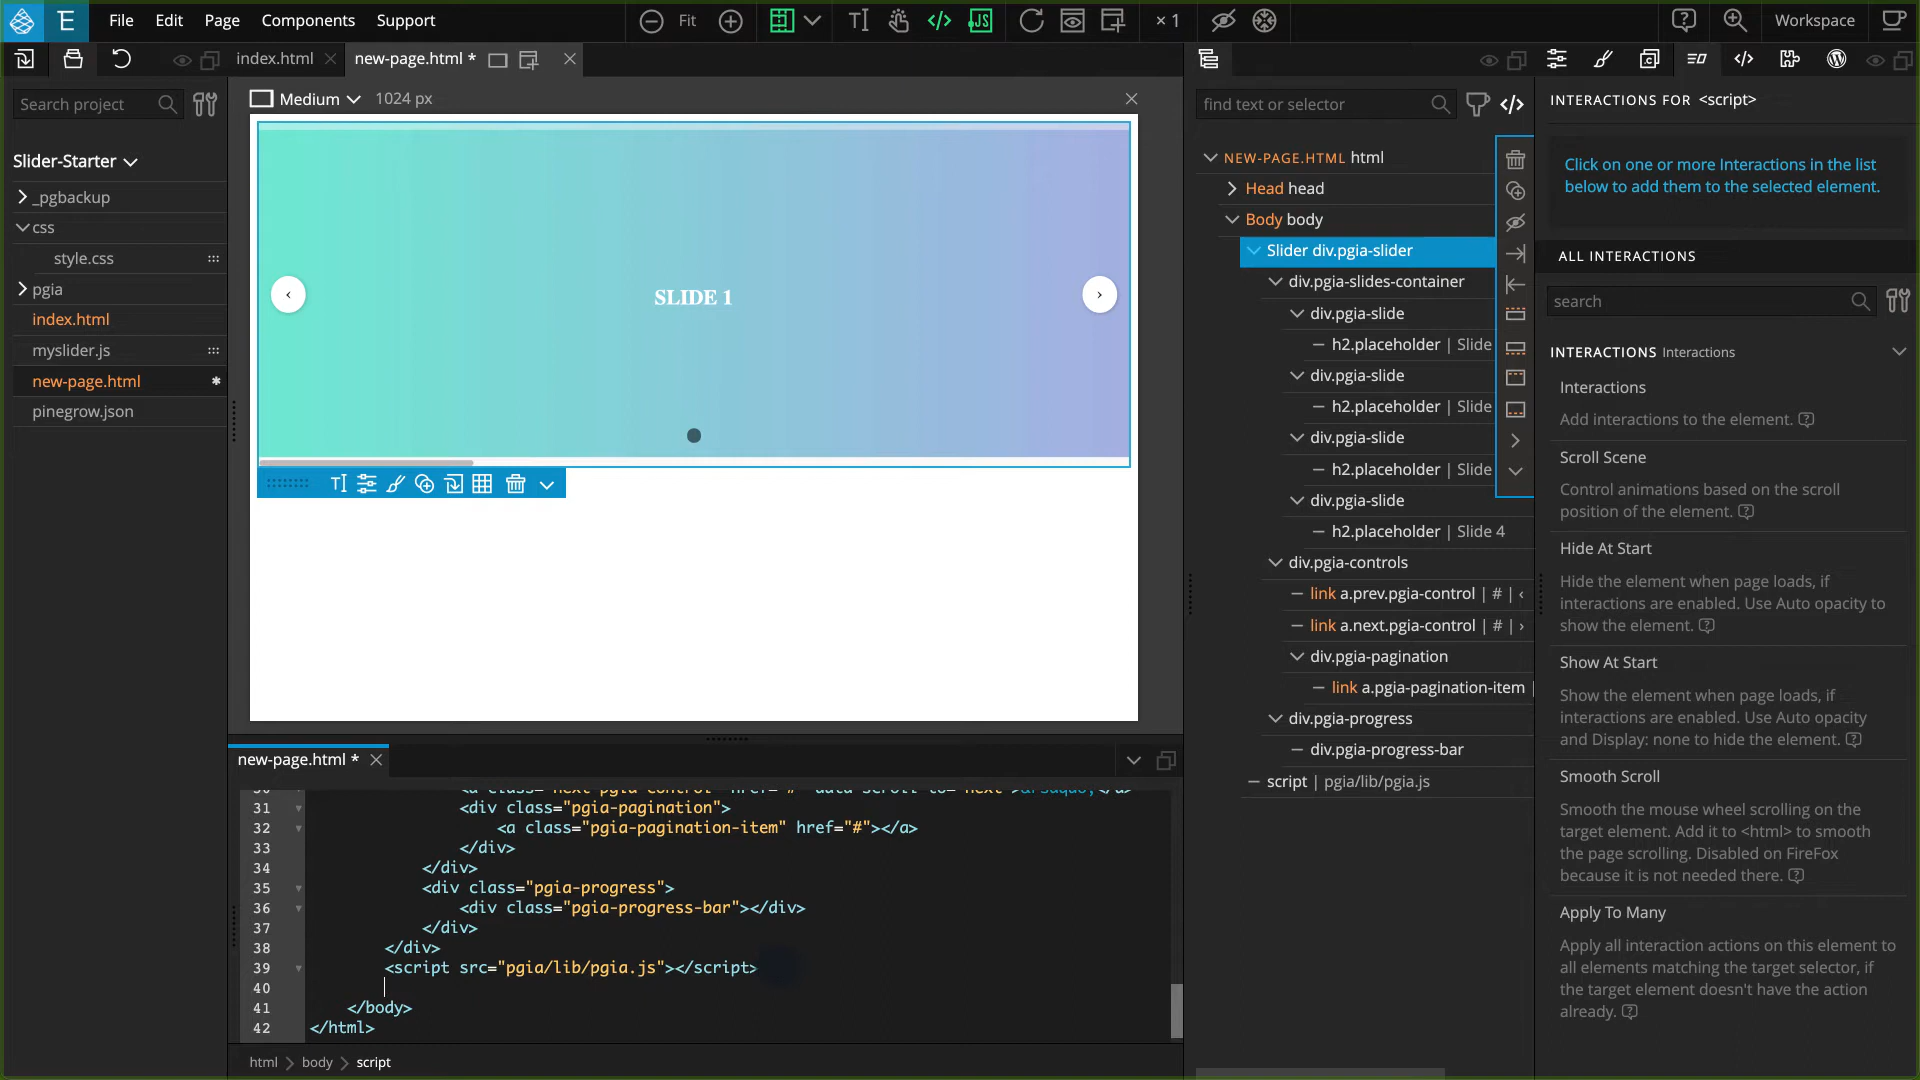 File Edit Page Components Support Fit JS × 1 Workspace
E
index.html new-page.html *
Search project
Slider-Starter
_pgbackup
css
style.css
pgia
index.html
myslider.js
new-page.html *
pinegrow.json
Medium 1024 px
‹ SLIDE 1 ›
new-page.html *
31 <div class="pgia-pagination">
32 <a class="pgia-pagination-item" href="#"></a>
33 </div>
34 </div>
35 <div class="pgia-progress">
36 <div class="pgia-progress-bar"></div>
37 </div>
38 </div>
39 <script src="pgia/lib/pgia.js"></script>
40
41 </body>
42 </html>
html body script
find text or selector
NEW-PAGE.HTML html
Head head
Body body
Slider div.pgia-slider
div.pgia-slides-container
div.pgia-slide
h2.placeholder | Slide
div.pgia-slide
h2.placeholder | Slide
div.pgia-slide
h2.placeholder | Slide
div.pgia-slide
h2.placeholder | Slide 4
div.pgia-controls
link a.prev.pgia-control | # | ‹
link a.next.pgia-control | # | ›
div.pgia-pagination
link a.pgia-pagination-item |
div.pgia-progress
div.pgia-progress-bar
script | pgia/lib/pgia.js
INTERACTIONS FOR <script>
Click on one or more Interactions in the list
below to add them to the selected element.
ALL INTERACTIONS
search
INTERACTIONS Interactions
Interactions
Add interactions to the element.
Scroll Scene
Control animations based on the scroll
position of the element.
Hide At Start
Hide the element when page loads, if
interactions are enabled. Use Auto opacity to
show the element.
Show At Start
Show the element when page loads, if
interactions are enabled. Use Auto opacity
and Display: none to hide the element.
Smooth Scroll
Smooth the mouse wheel scrolling on the
target element. Add it to <html> to smooth
the page scrolling. Disabled on FireFox
because it is not needed there.
Apply To Many
Apply all interaction actions on this element to
all elements matching the target selector, if
the target element doesn't have the action
already.